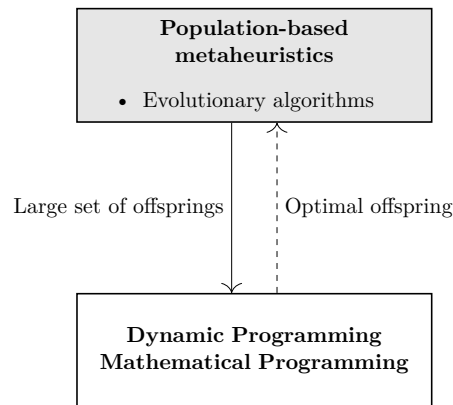 Population-based
metaheuristics
• Evolutionary algorithms
Large set of offsprings
Optimal offspring
Dynamic Programming
Mathematical Programming